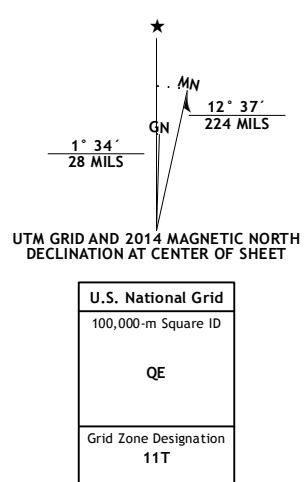 ★
MN
GN
12° 37´
224 MILS
1° 34´
28 MILS
UTM GRID AND 2014 MAGNETIC NORTH
DECLINATION AT CENTER OF SHEET
U.S. National Grid
100,000-m Square ID
QE
Grid Zone Designation
11T